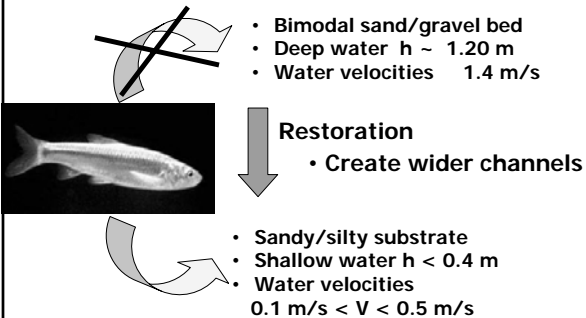 • Bimodal sand/gravel bed
• Deep water h ~ 1.20 m
• Water velocities 1.4 m/s
Restoration
• Create wider channels
• Sandy/silty substrate
• Shallow water h < 0.4 m
• Water velocities
0.1 m/s < V < 0.5 m/s